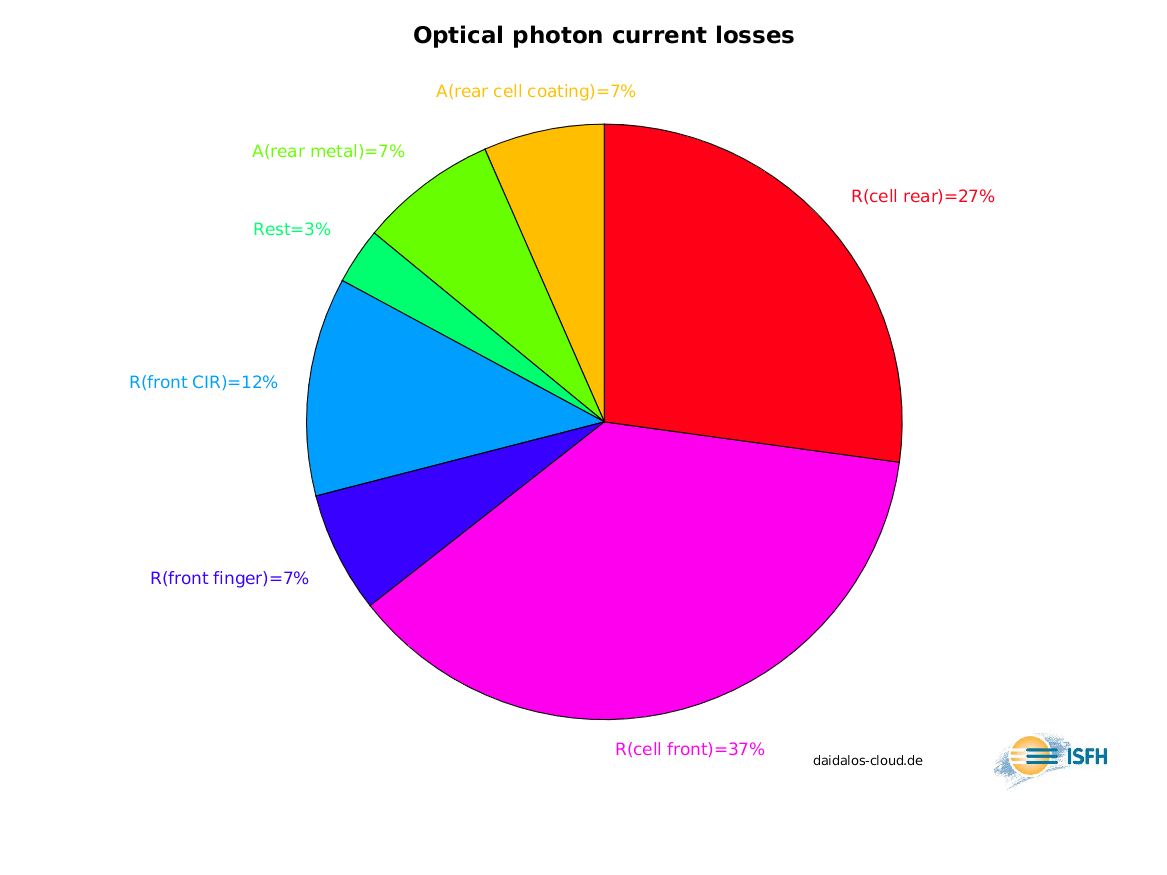 Optical photon current losses
A(rear cell coating)=7%
A(rear metal)=7%
R(cell rear)=27%
Rest=3%
R(front CIR)=12%
R(front finger)=7%
R(cell front)=37%
daidalos-cloud.de
ISFH